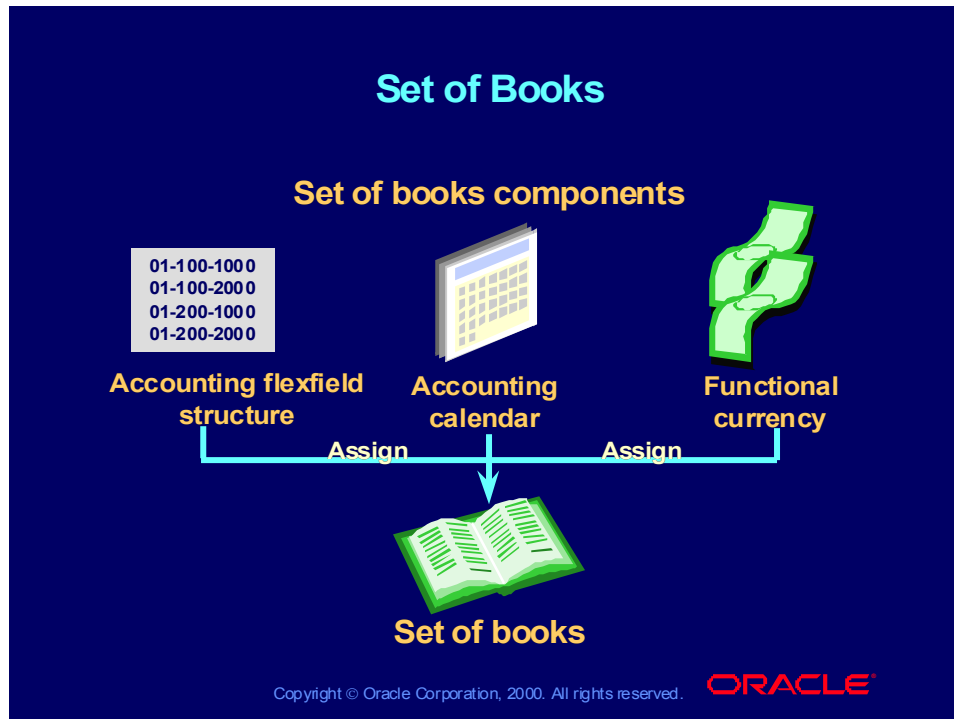 Set of Books
Set of books components
01-100-1000
01-100-2000
01-200-1000
01-200-2000
Accounting flexfield
structure
Accounting
calendar
Functional
currency
Assign
Assign
Set of books
Copyright © Oracle Corporation, 2000. All rights reserved.
ORACLE®